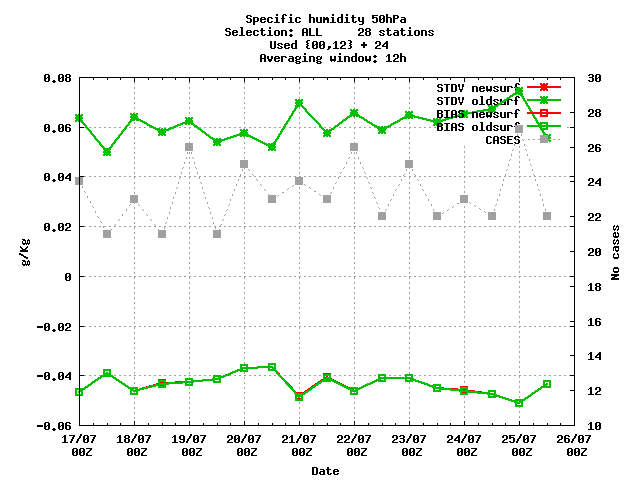 Specific humidity 50hPa
Selection: ALL 28 stations
Used {00,12} + 24
Averaging window: 12h
0.08
0.06
0.04
0.02
0
-0.02
-0.04
-0.06
g/Kg
30
28
26
24
22
20
18
16
14
12
10
No cases
STDV newsurf
STDV oldsurf
BIAS newsurf
BIAS oldsurf
CASES
17/07 18/07 19/07 20/07 21/07 22/07 23/07 24/07 25/07 26/07
00Z 00Z 00Z 00Z 00Z 00Z 00Z 00Z 00Z 00Z
Date